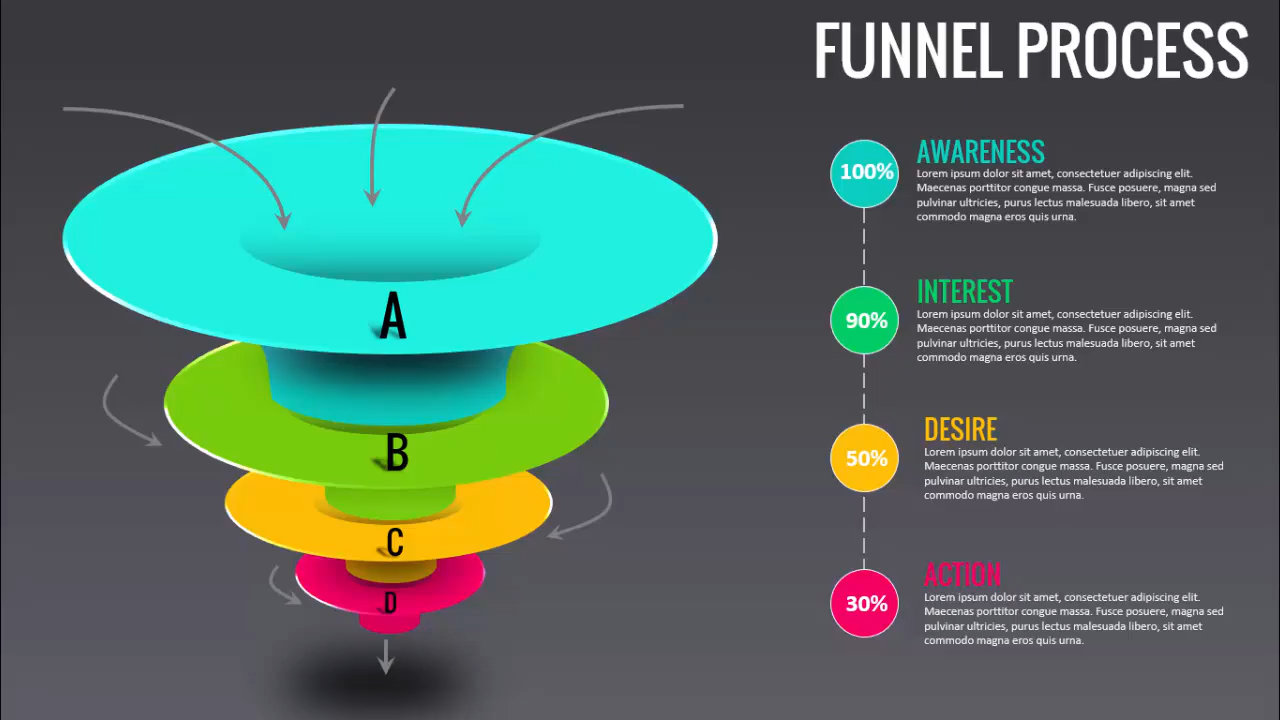 FUNNEL PROCESS
A
B
C
D
100%
AWARENESS
Lorem ipsum dolor sit amet, consectetuer adipiscing elit.
Maecenas porttitor congue massa. Fusce posuere, magna sed
pulvinar ultricies, purus lectus malesuada libero, sit amet
commodo magna eros quis urna.
90%
INTEREST
Lorem ipsum dolor sit amet, consectetuer adipiscing elit.
Maecenas porttitor congue massa. Fusce posuere, magna sed
pulvinar ultricies, purus lectus malesuada libero, sit amet
commodo magna eros quis urna.
50%
DESIRE
Lorem ipsum dolor sit amet, consectetuer adipiscing elit.
Maecenas porttitor congue massa. Fusce posuere, magna sed
pulvinar ultricies, purus lectus malesuada libero, sit amet
commodo magna eros quis urna.
30%
ACTION
Lorem ipsum dolor sit amet, consectetuer adipiscing elit.
Maecenas porttitor congue massa. Fusce posuere, magna sed
pulvinar ultricies, purus lectus malesuada libero, sit amet
commodo magna eros quis urna.